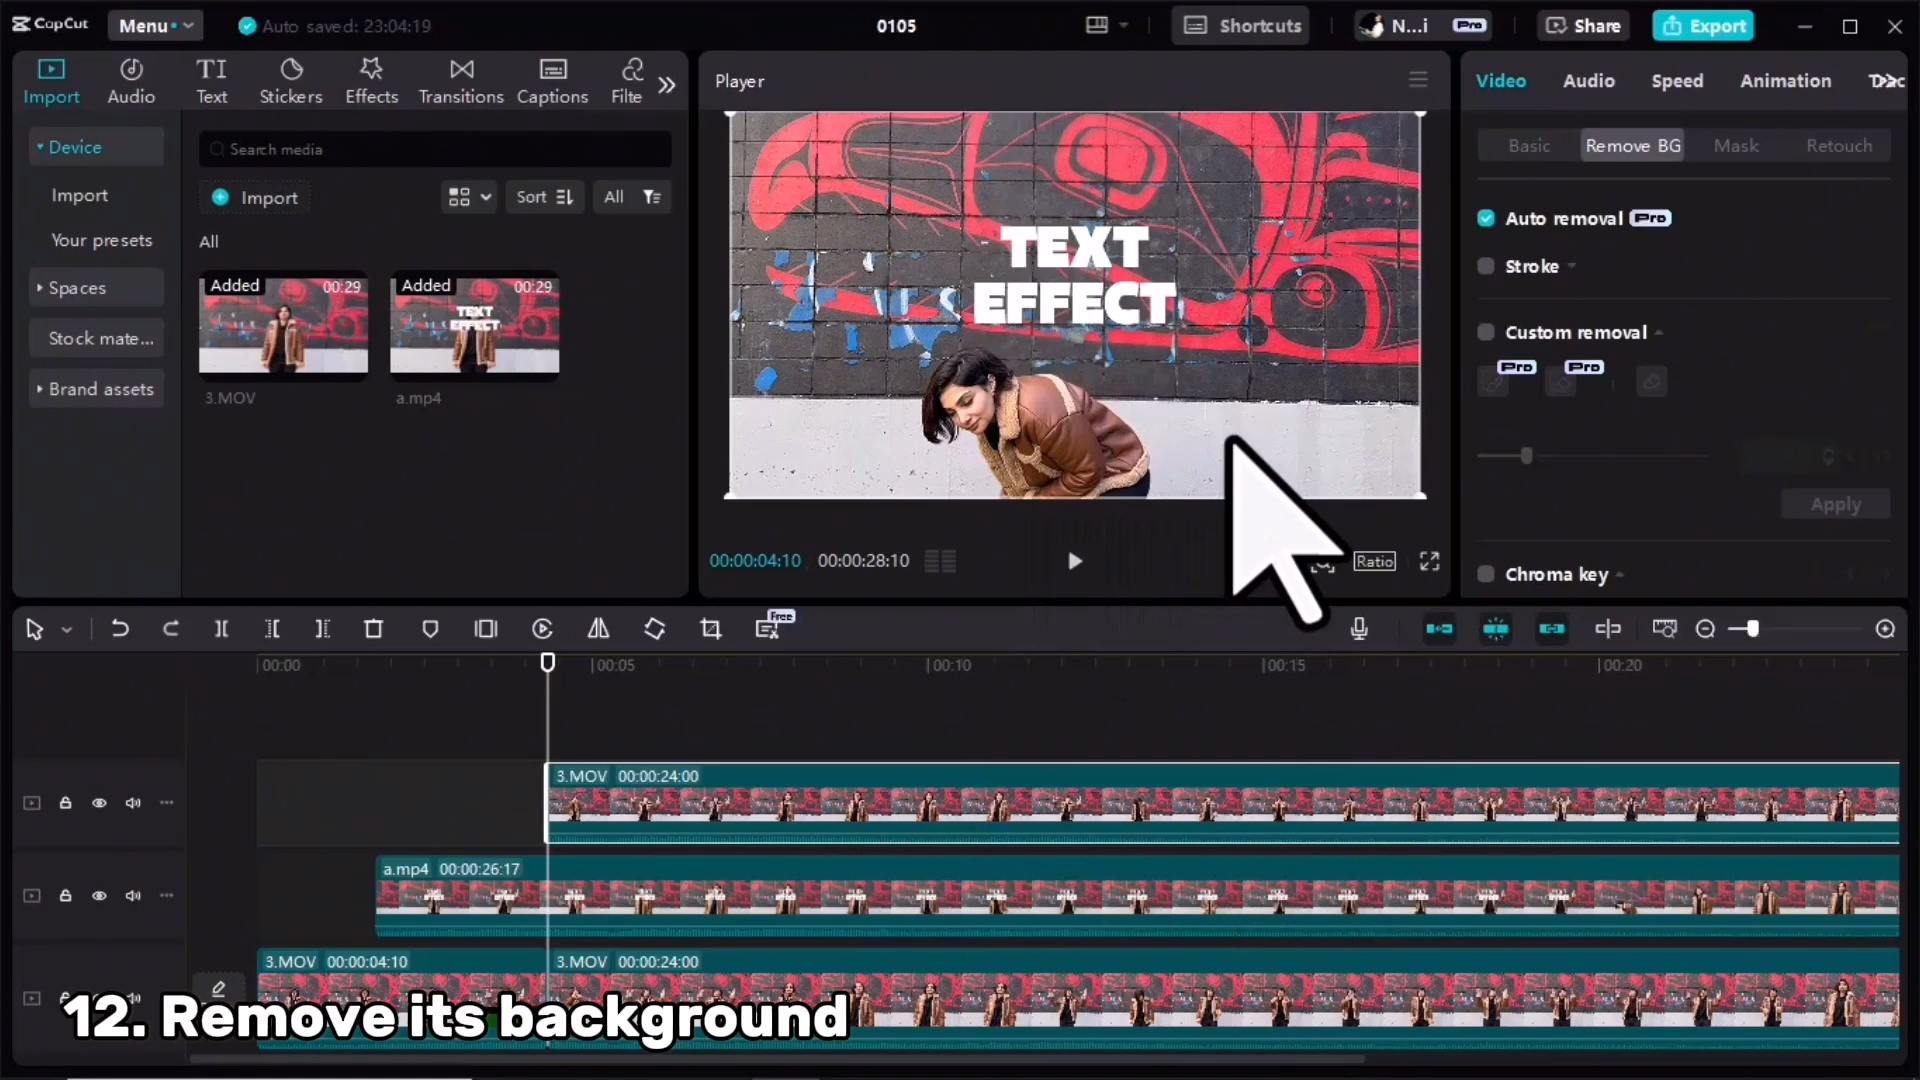 CapCut
Menu
Auto saved: 23:04:19
0105
Shortcuts
N...i
Pro
Share
Export
Import
Audio
Text
Stickers
Effects
Transitions
Captions
Filte
Player
Video
Audio
Speed
Animation
Device
Import
Your presets
Spaces
Stock mate...
Brand assets
Search media
Import
Sort
All
All
Added
00:29
3.MOV
Added
00:29
TEXT
EFFECT
a.mp4
TEXT
EFFECT
00:00:04:10
00:00:28:10
Ratio
Basic
Remove BG
Mask
Retouch
Auto removal
Pro
Stroke
Custom removal
Pro
Pro
Apply
Chroma key
Free
00:00
00:05
00:10
00:15
00:20
3.MOV 00:00:24:00
a.mp4 00:00:26:17
3.MOV 00:00:04:10
3.MOV 00:00:24:00
12. Remove its background